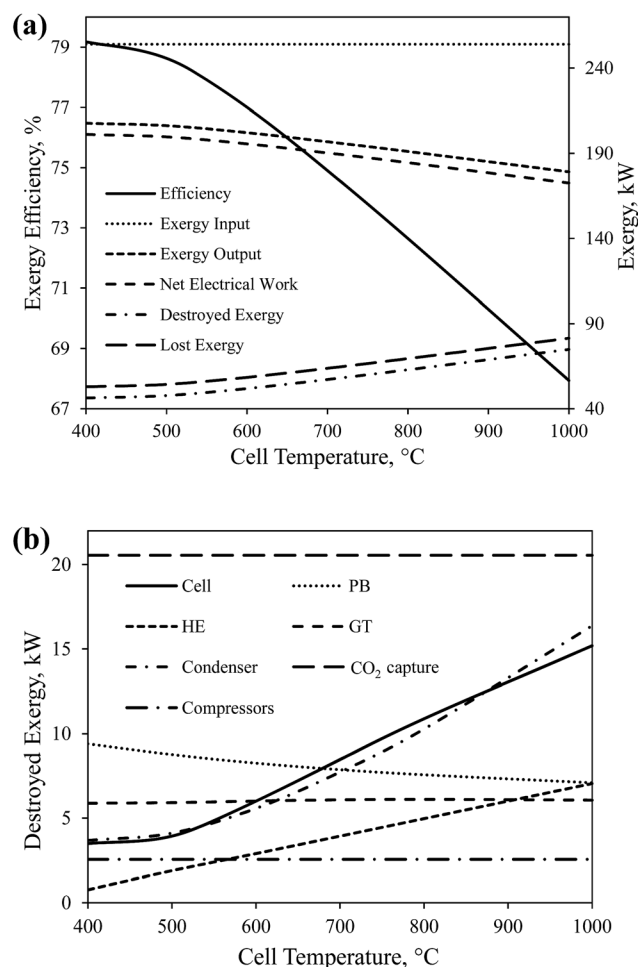 (a)
79
77
75
73
71
69
67
Exergy Efficiency, %
Efficiency
Exergy Input
Exergy Output
Net Electrical Work
Destroyed Exergy
Lost Exergy
240
190
140
90
40
Exergy, kW
400 500 600 700 800 900 1000
Cell Temperature, °C
(b)
20
15
10
5
0
Destroyed Exergy, kW
Cell PB
HE GT
Condenser CO₂ capture
Compressors
400 500 600 700 800 900 1000
Cell Temperature, °C